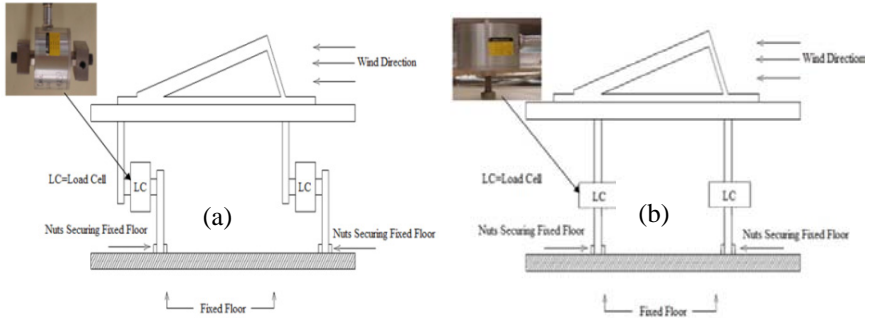 Wind Direction
LC=Load Cell
LC
LC
(a)
Nuts Securing Fixed Floor
Nuts Securing Fixed Floor
Fixed Floor
Wind Direction
LC=Load Cell
LC
LC
(b)
Nuts Securing Fixed Floor
Nuts Securing Fixed Floor
Fixed Floor